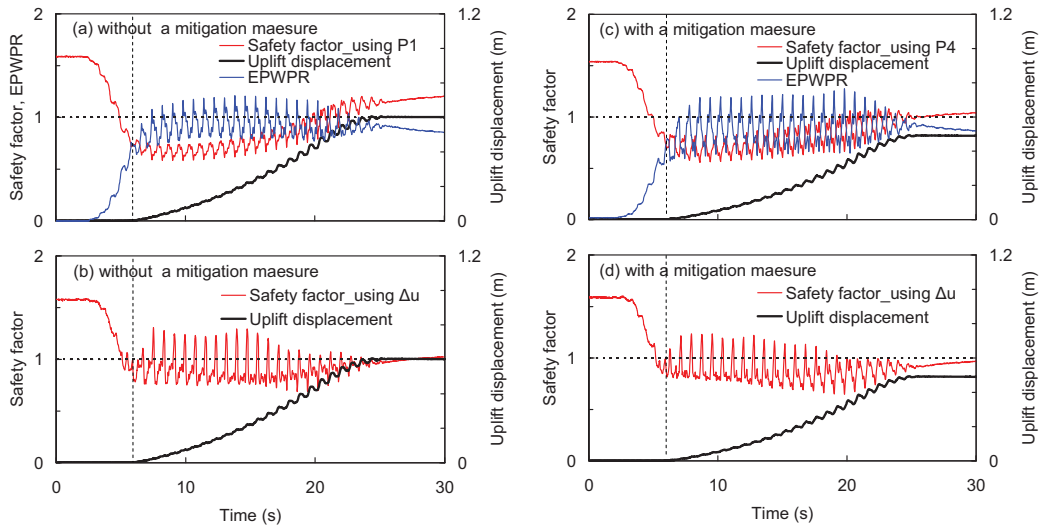 (a) without a mitigation maesure
Safety factor_using P1
Uplift displacement
EPWPR
Safety factor, EPWPR
2
1
0
1.2
0
Uplift displacement (m)
(c) with a mitigation maesure
Safety factor_using P4
Uplift displacement
EPWPR
Safety factor
2
1
0
1.2
0
Uplift displacement (m)
(b) without a mitigation maesure
Safety factor_using Δu
Uplift displacement
Safety factor
2
1
0
1.2
0
Uplift displacement (m)
0 10 20 30
Time (s)
(d) with a mitigation maesure
Safety factor_using Δu
Uplift displacement
Safety factor
2
1
0
1.2
0
Uplift displacement (m)
0 10 20 30
Time (s)